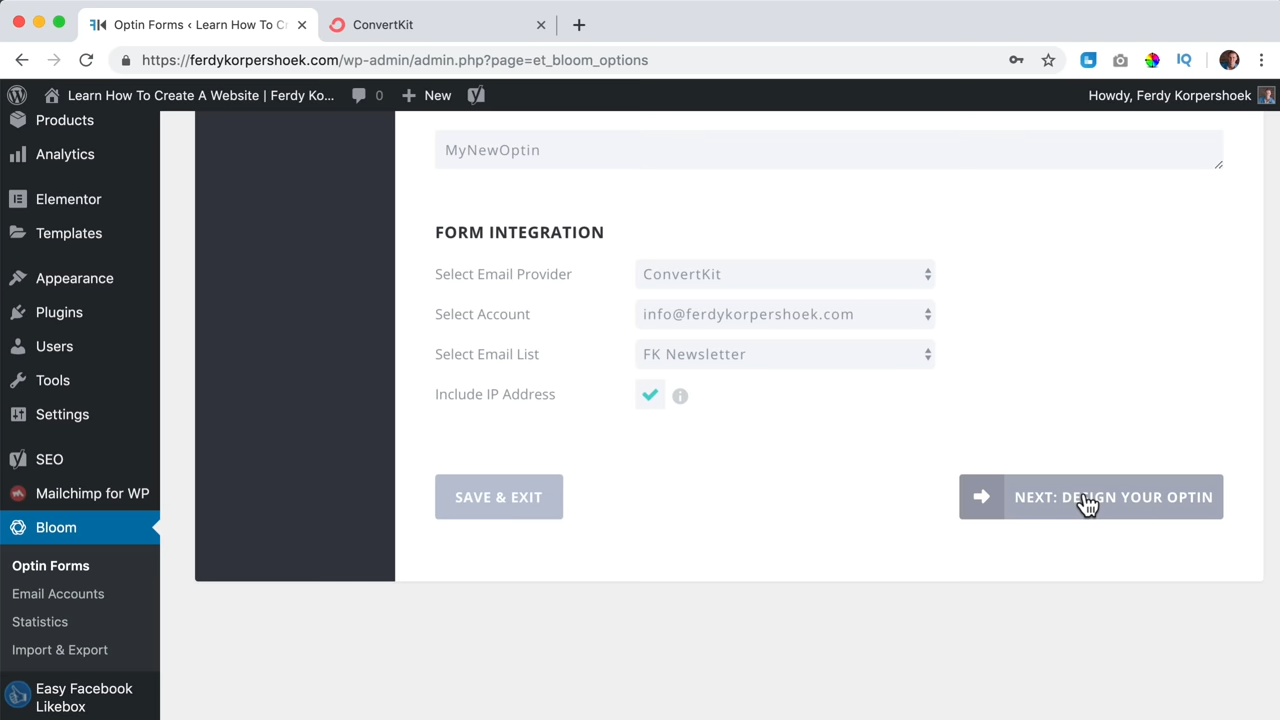 Optin Forms ‹ Learn How To C
ConvertKit
https://ferdykorpershoek.com/wp-admin/admin.php?page=et_bloom_options
IQ
Learn How To Create A Website | Ferdy Ko...
0
New
Howdy, Ferdy Korpershoek
Products
Analytics
Elementor
Templates
Appearance
Plugins
Users
Tools
Settings
SEO
Mailchimp for WP
Bloom
Optin Forms
Email Accounts
Statistics
Import & Export
Easy Facebook
Likebox
MyNewOptin
FORM INTEGRATION
Select Email Provider
ConvertKit
Select Account
info@ferdykorpershoek.com
Select Email List
FK Newsletter
Include IP Address
SAVE & EXIT
NEXT: DESIGN YOUR OPTIN